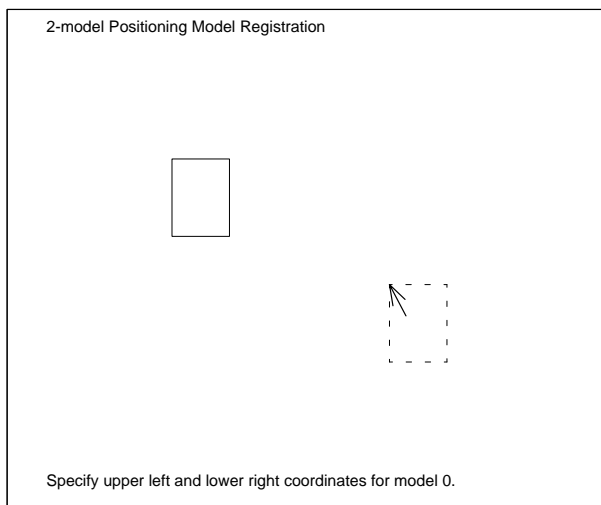 2-model Positioning Model Registration
Specify upper left and lower right coordinates for model 0.